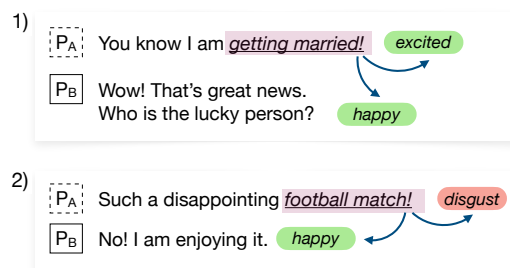 1)
PA You know I am getting married! excited
PB Wow! That's great news.
Who is the lucky person? happy
2)
PA Such a disappointing football match! disgust
PB No! I am enjoying it. happy